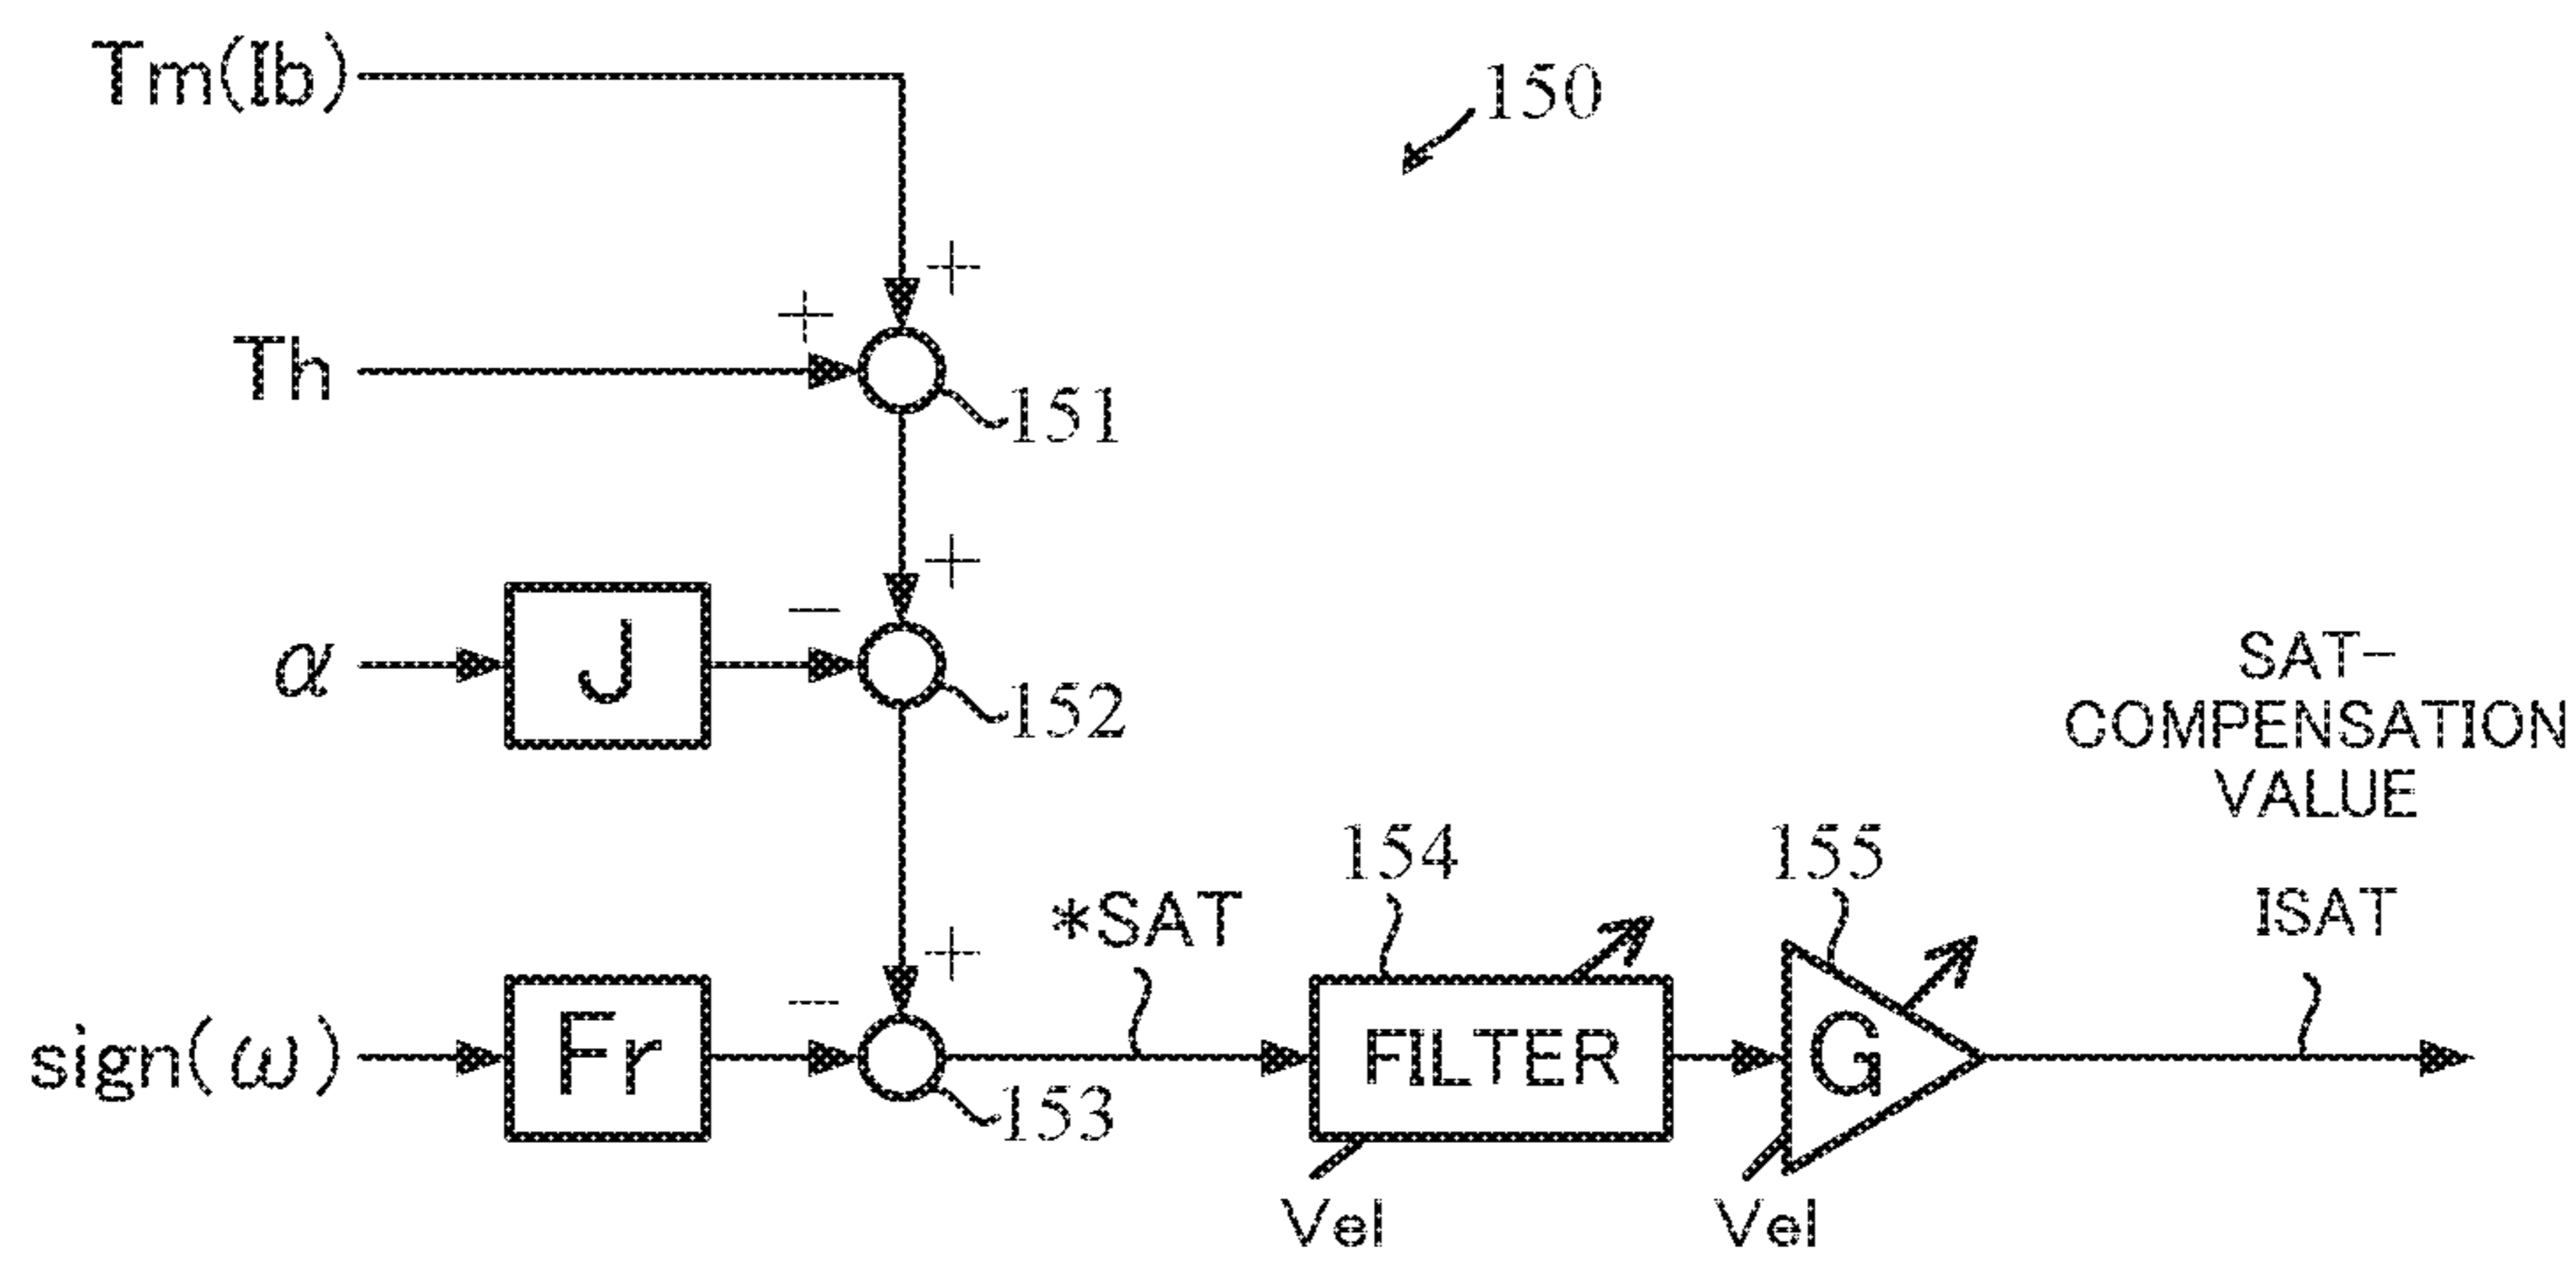 Tm(Ib)
150
+
+
Th
151
+
−
α
J
152
SAT-
COMPENSATION
VALUE
154
155
*SAT
ISAT
+
−
sign(ω)
Fr
FILTER
G
153
Vel
Vel